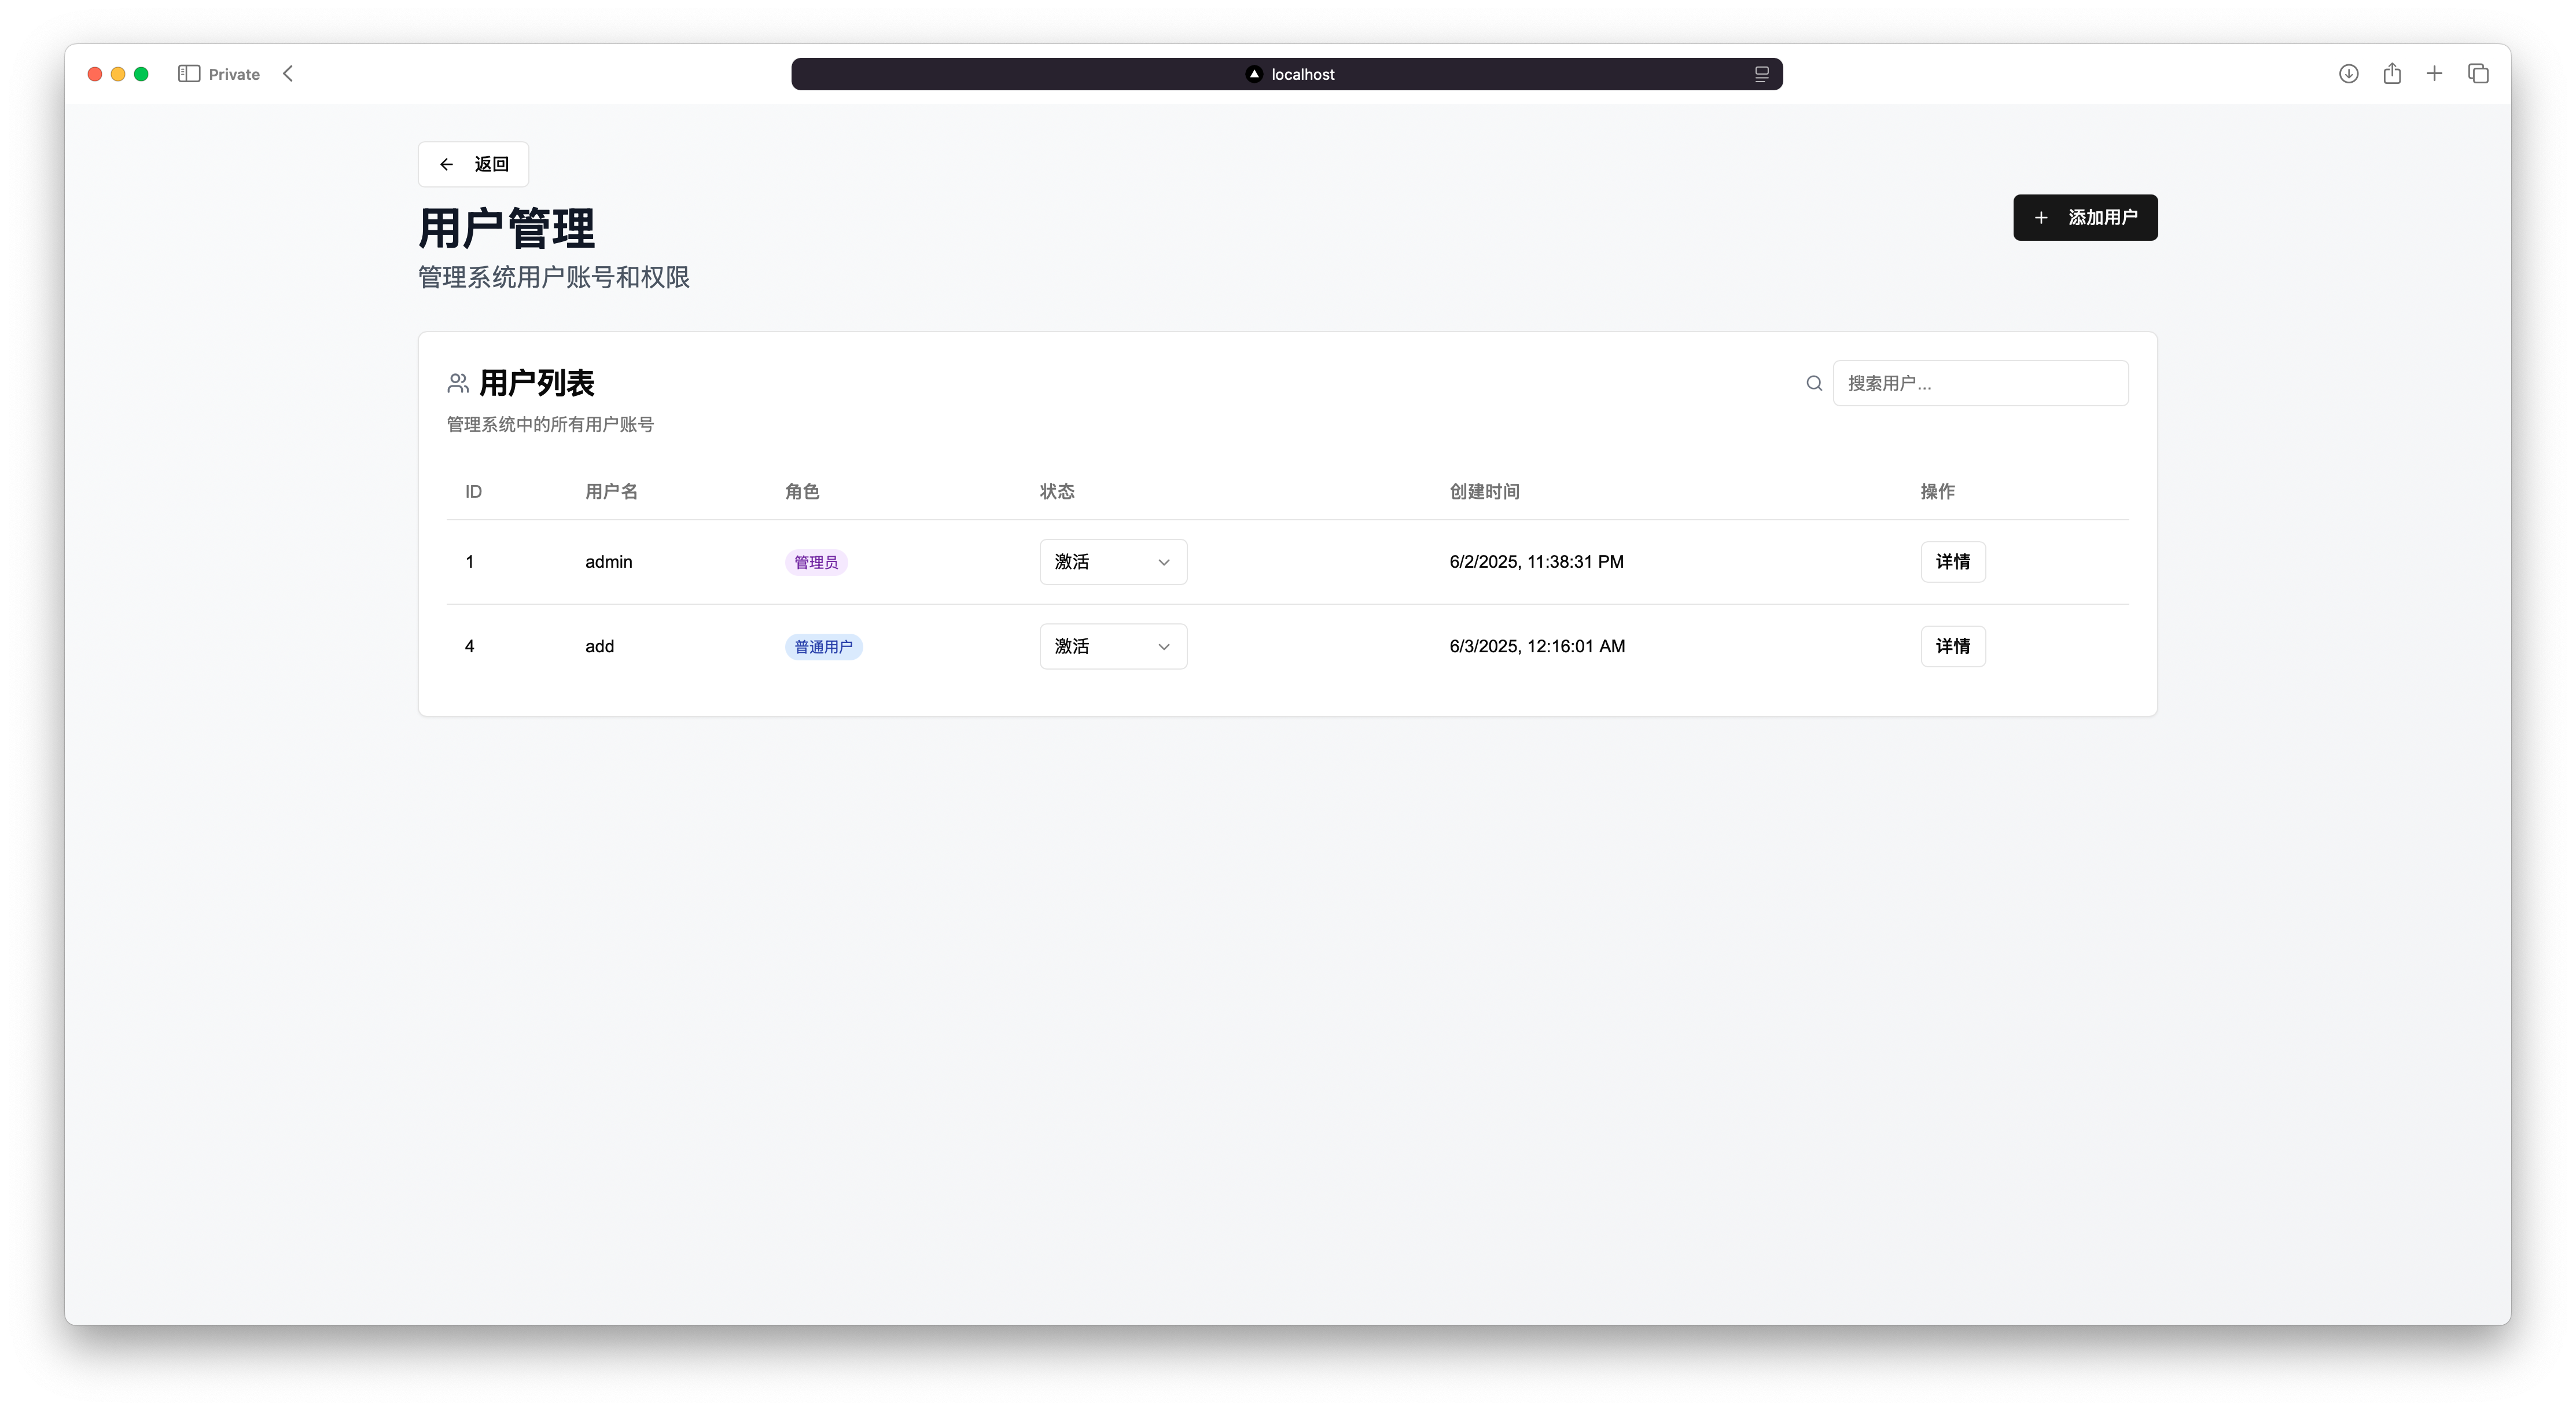 Private
localhost
返回
用户管理
添加用户
管理系统用户账号和权限
用户列表
搜索用户...
管理系统中的所有用户账号
ID 用户名 角色 状态 创建时间 操作
1 admin 管理员 激活 6/2/2025, 11:38:31 PM 详情
4 add 普通用户 激活 6/3/2025, 12:16:01 AM 详情